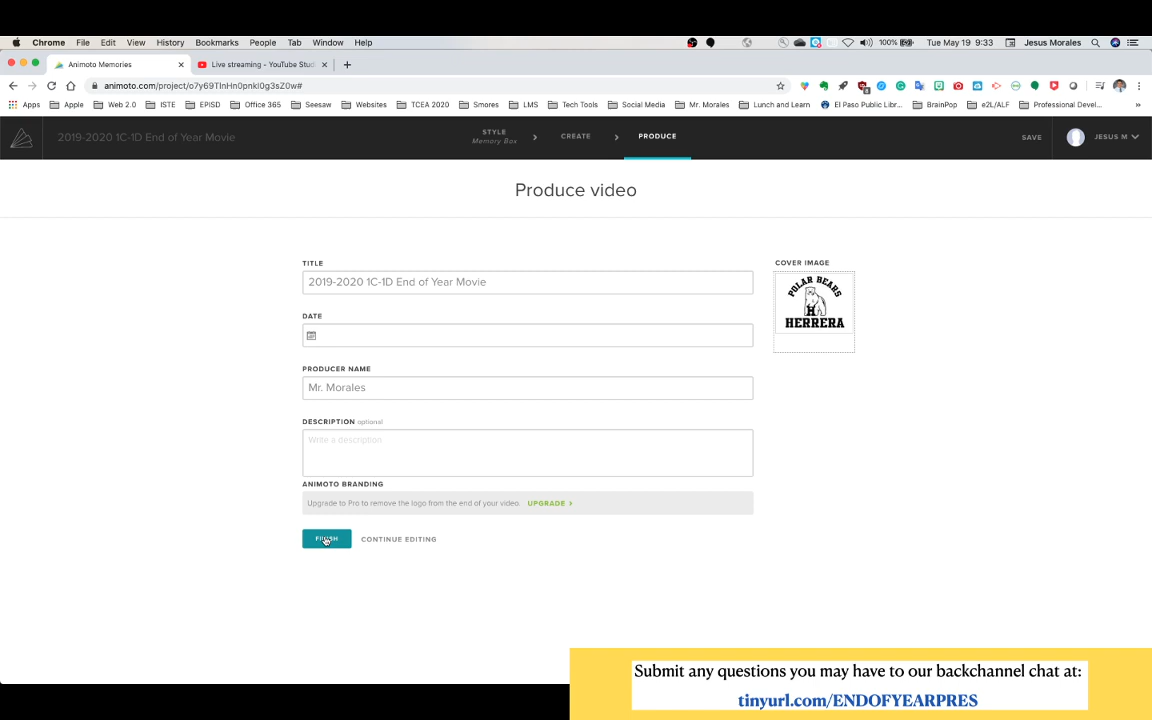 Chrome File Edit View History Bookmarks People Tab Window Help 100% Tue May 19 9:33 Jesus Morales
Animoto Memories Live streaming - YouTube Stud
animoto.com/project/o7y69TlnHn0pnkl0g3sZ0w#
Apps Apple Web 2.0 ISTE EPISD Office 365 Seesaw Websites TCEA 2020 Smores LMS Tech Tools Social Media Mr. Morales Lunch and Learn El Paso Public Libr... BrainPop e2L/ALF Professional Devel... »
2019-2020 1C-1D End of Year Movie STYLE Memory Box CREATE PRODUCE SAVE JESUS M
Produce video
TITLE
2019-2020 1C-1D End of Year Movie
DATE
PRODUCER NAME
Mr. Morales
DESCRIPTION optional
Write a description
ANIMOTO BRANDING
Upgrade to Pro to remove the logo from the end of your video. UPGRADE >
FINISH CONTINUE EDITING
COVER IMAGE
POLAR BEARS
H
HERRERA
Submit any questions you may have to our backchannel chat at:
tinyurl.com/ENDOFYEARPRES